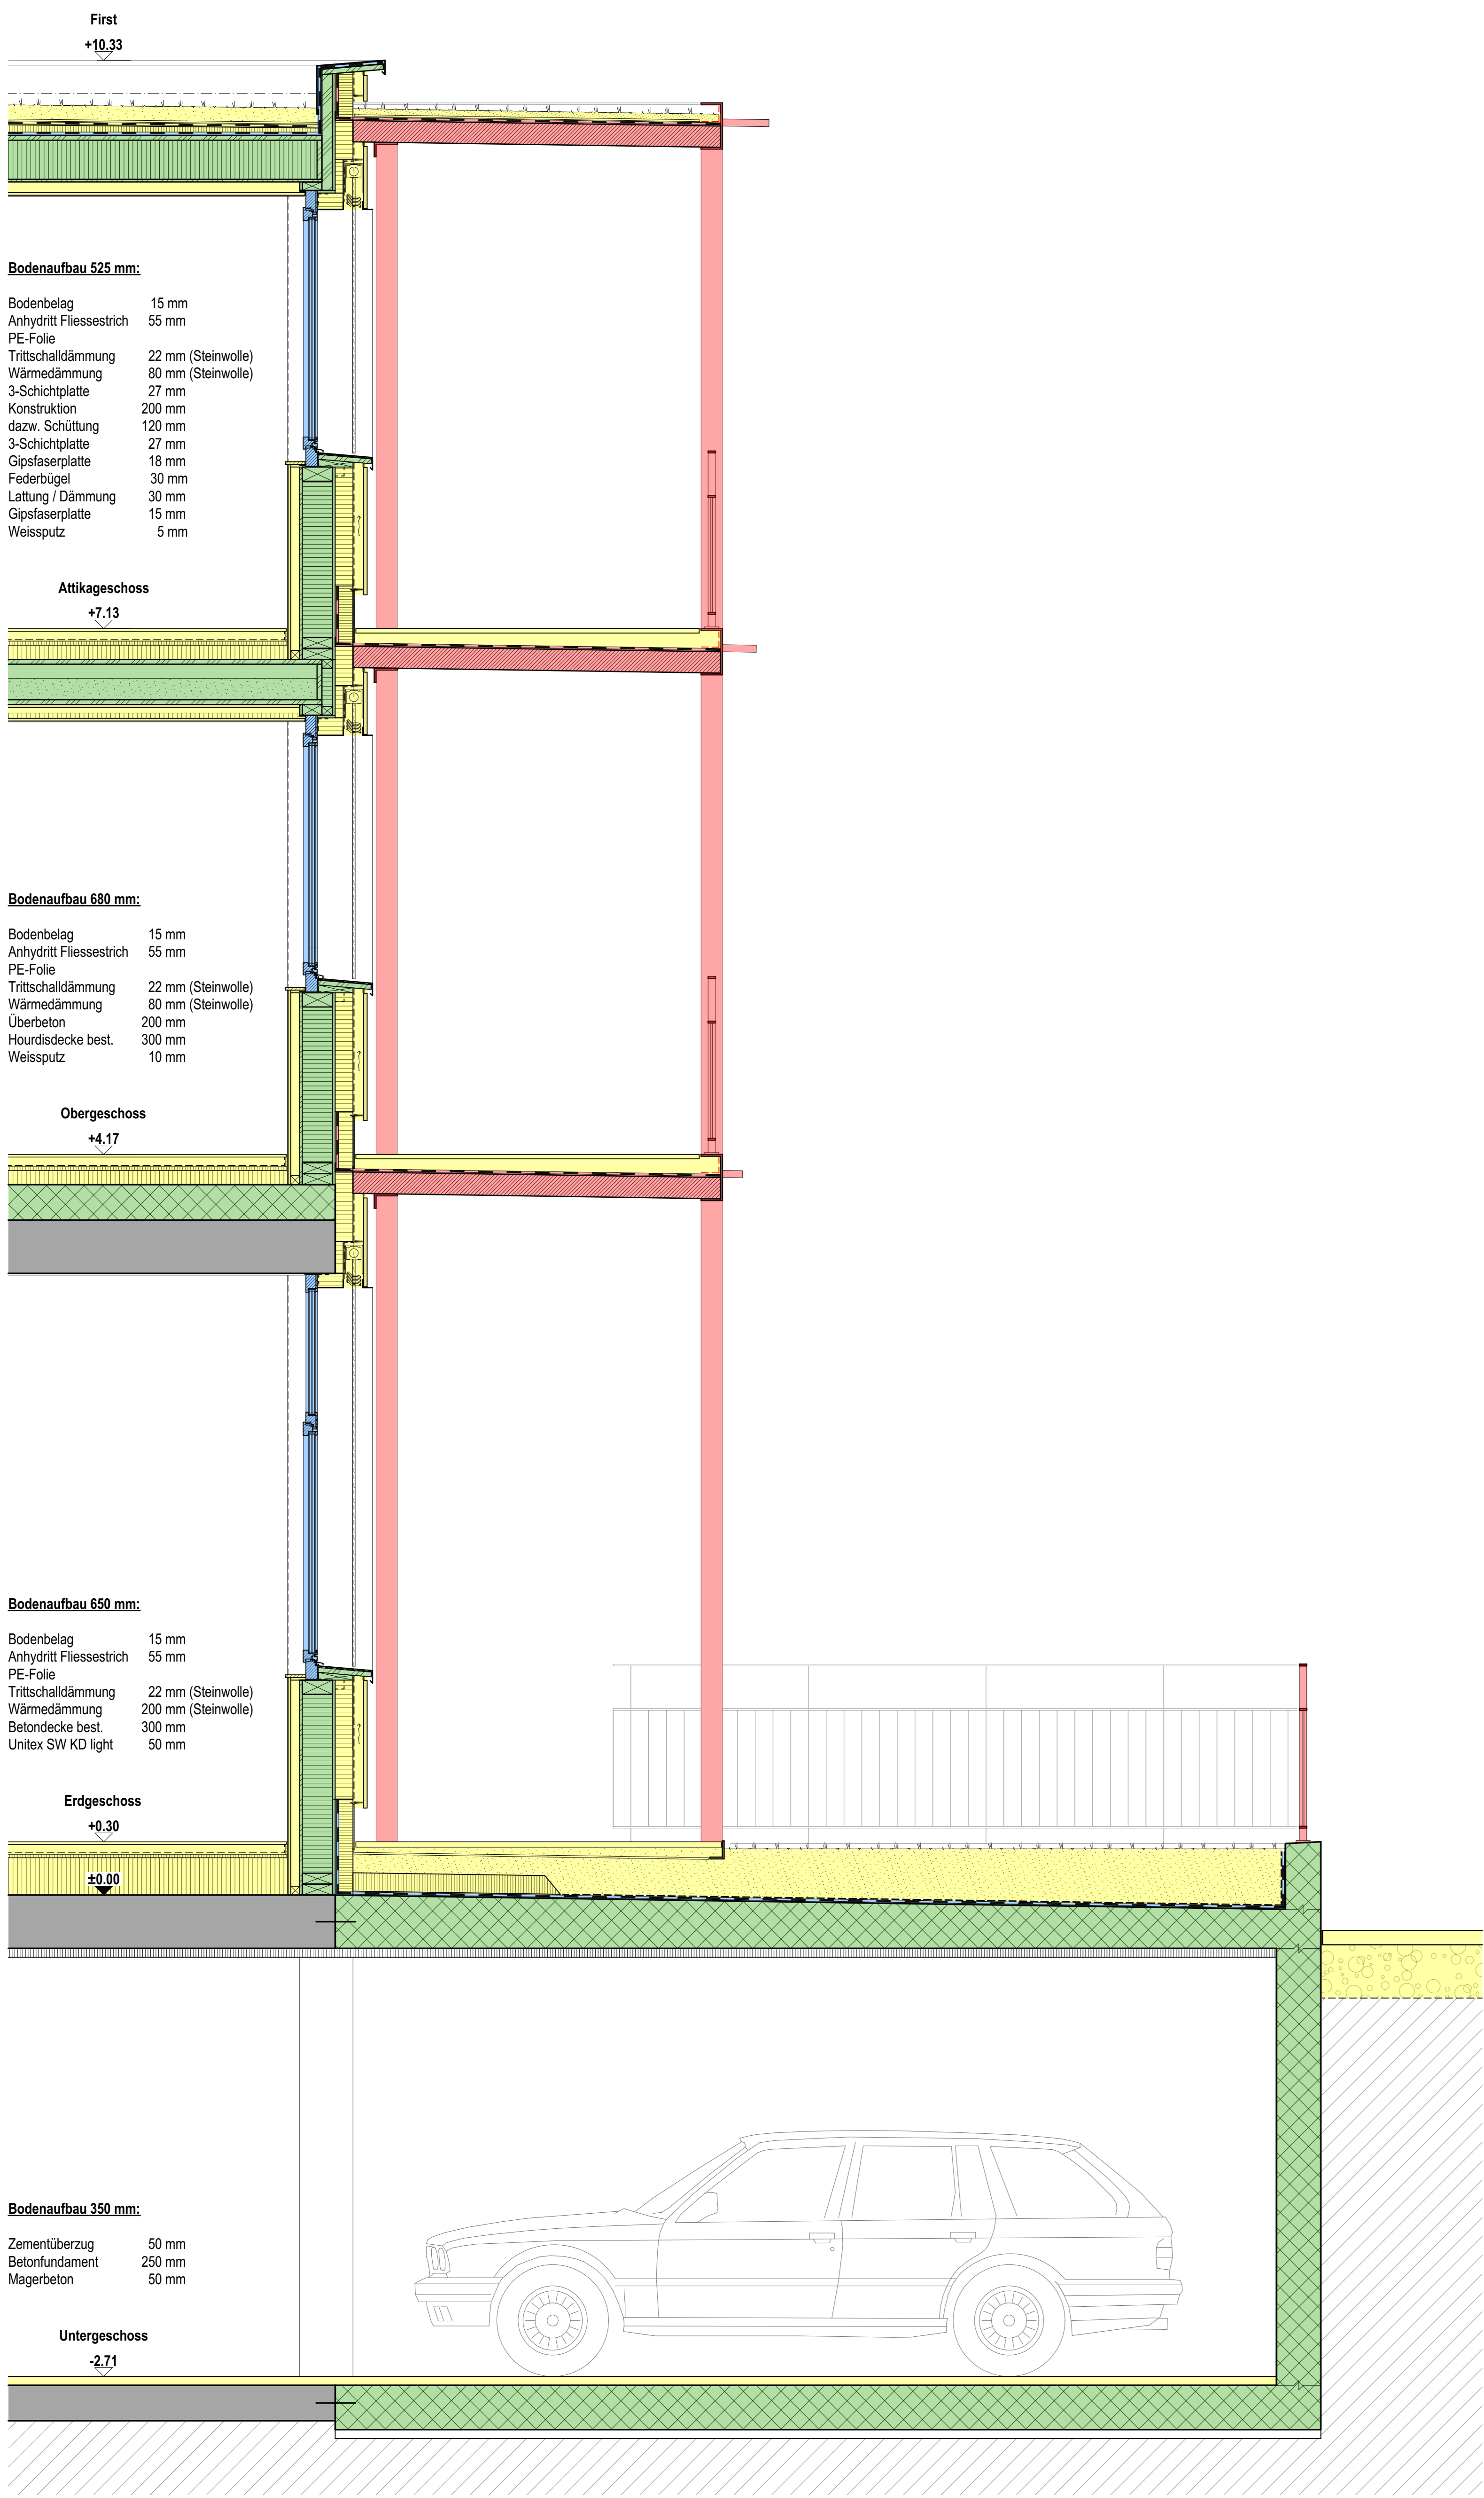 First
+10.33
Bodenaufbau 525 mm:
Bodenbelag 15 mm
Anhydritt Fliessestrich 55 mm
PE-Folie
Trittschalldämmung 22 mm (Steinwolle)
Wärmedämmung 80 mm (Steinwolle)
3-Schichtplatte 27 mm
Konstruktion 200 mm
dazw. Schüttung 120 mm
3-Schichtplatte 27 mm
Gipsfaserplatte 18 mm
Federbügel 30 mm
Lattung / Dämmung 30 mm
Gipsfaserplatte 15 mm
Weissputz 5 mm
Attikageschoss
+7.13
Bodenaufbau 680 mm:
Bodenbelag 15 mm
Anhydritt Fliessestrich 55 mm
PE-Folie
Trittschalldämmung 22 mm (Steinwolle)
Wärmedämmung 80 mm (Steinwolle)
Überbeton 200 mm
Hourdisdecke best. 300 mm
Weissputz 10 mm
Obergeschoss
+4.17
Bodenaufbau 650 mm:
Bodenbelag 15 mm
Anhydritt Fliessestrich 55 mm
PE-Folie
Trittschalldämmung 22 mm (Steinwolle)
Wärmedämmung 200 mm (Steinwolle)
Betondecke best. 300 mm
Unitex SW KD light 50 mm
Erdgeschoss
+0.30
±0.00
Bodenaufbau 350 mm:
Zementüberzug 50 mm
Betonfundament 250 mm
Magerbeton 50 mm
Untergeschoss
-2.71